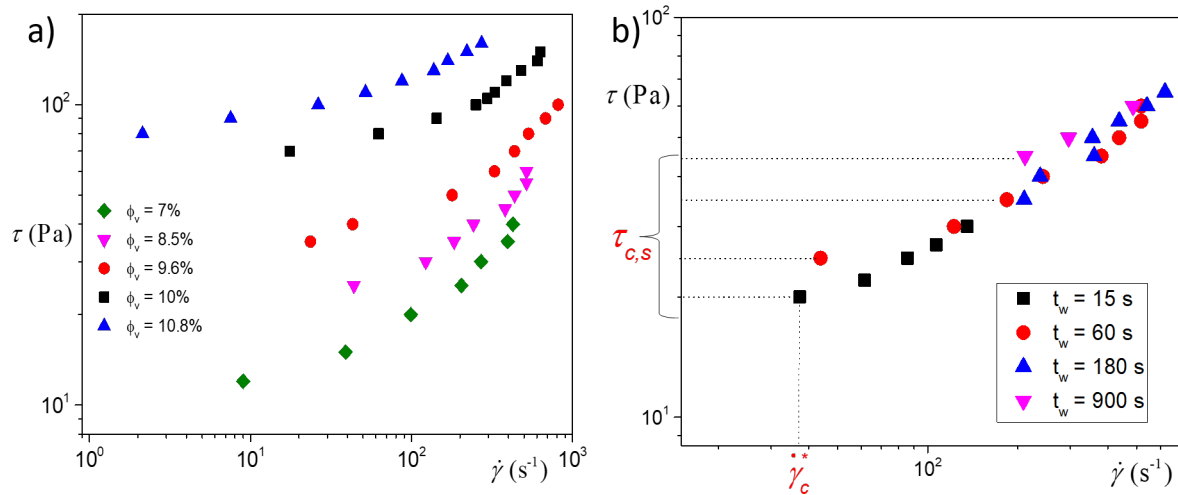 a)
10²
τ (Pa)
10¹
ϕv = 7%
ϕv = 8.5%
ϕv = 9.6%
ϕv = 10%
ϕv = 10.8%
10⁰ 10¹ 10² 10³
γ̇ (s⁻¹)
b)
10²
τ (Pa)
τc,s
10¹
tw = 15 s
tw = 60 s
tw = 180 s
tw = 900 s
γ̇c* 10² γ̇ (s⁻¹)